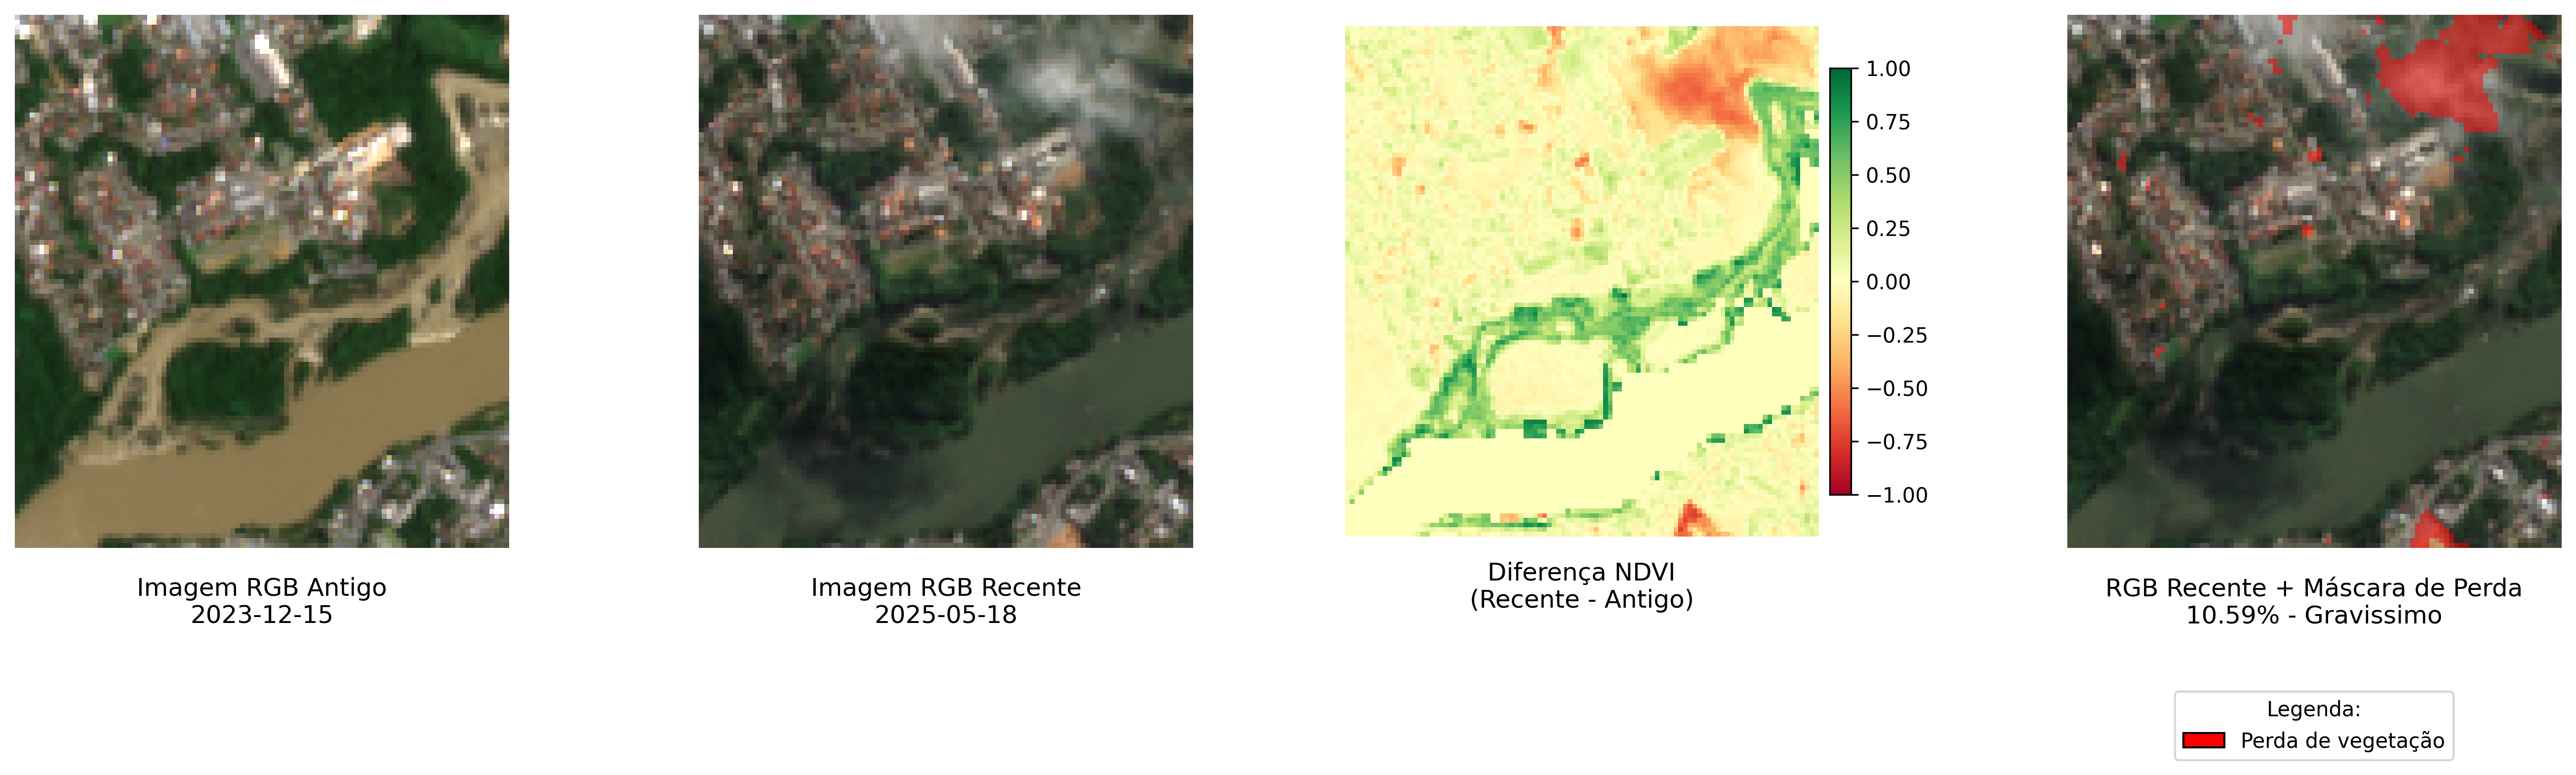 Imagem RGB Antigo
2023-12-15
Imagem RGB Recente
2025-05-18
1.00
0.75
0.50
0.25
0.00
−0.25
−0.50
−0.75
−1.00
Diferença NDVI
(Recente - Antigo)
RGB Recente + Máscara de Perda
10.59% - Gravissimo
Legenda:
Perda de vegetação